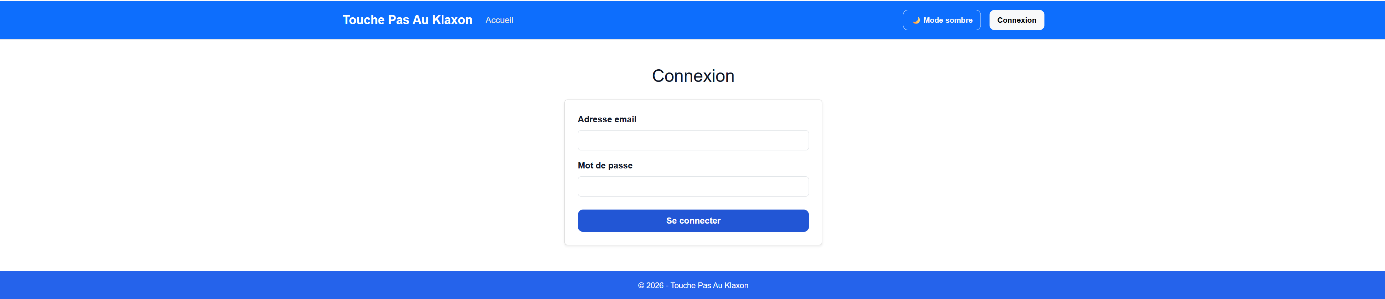 Touche Pas Au Klaxon Accueil 🌙 Mode sombre Connexion
Connexion
Adresse email
Mot de passe
Se connecter
© 2026 - Touche Pas Au Klaxon